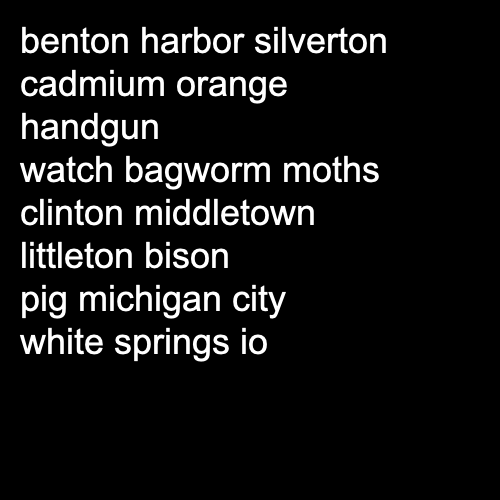 benton harbor silverton
cadmium orange
handgun
watch bagworm moths
clinton middletown
littleton bison
pig michigan city
white springs io